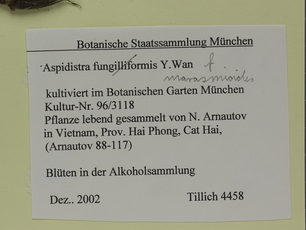 Botanische Staatssammlung München
Aspidistra fungilliformis Y.Wan f.
marasmioides
kultiviert im Botanischen Garten München
Kultur-Nr. 96/3118
Pflanze lebend gesammelt von N. Arnautov
in Vietnam, Prov. Hai Phong, Cat Hai,
(Arnautov 88-117)
Blüten in der Alkoholsammlung
Dez.. 2002 Tillich 4458